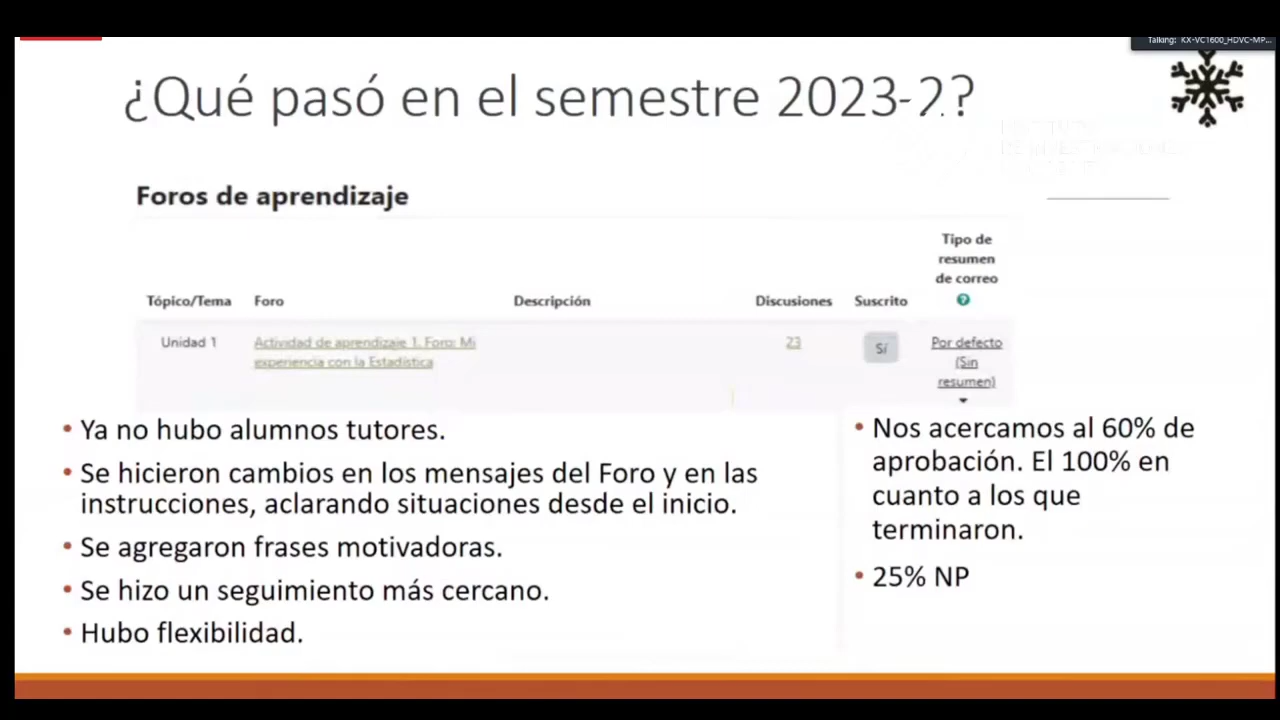 Talking: KX-VC1600_HDVC-MP...
¿Qué pasó en el semestre 2023-2?
Foros de aprendizaje
Tipo de
resumen
de correo
Tópico/Tema Foro Descripción Discusiones Suscrito
Unidad 1 Actividad de aprendizaje 1. Foro: Mi 23 Sí Por defecto
experiencia con la Estadística (Sin
resumen)
• Ya no hubo alumnos tutores.
• Se hicieron cambios en los mensajes del Foro y en las
instrucciones, aclarando situaciones desde el inicio.
• Se agregaron frases motivadoras.
• Se hizo un seguimiento más cercano.
• Hubo flexibilidad.
• Nos acercamos al 60% de
aprobación. El 100% en
cuanto a los que
terminaron.
• 25% NP